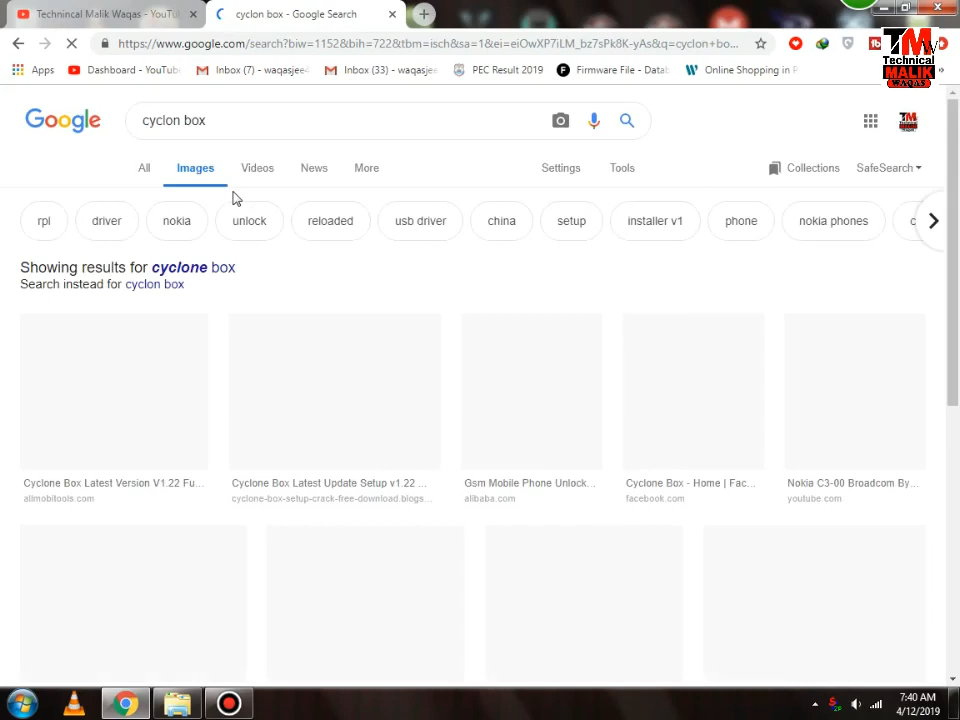 Technincal Malik Waqas - YouTu
cyclon box - Google Search
https://www.google.com/search?biw=1152&bih=722&tbm=isch&sa=1&ei=eiOwXP7iLM_bz7sPk8K-yAs&q=cyclon+bo...
Apps
Dashboard - YouTube
Inbox (7) - waqasjee
Inbox (33) - waqasjee
PEC Result 2019
Firmware File - Datab
Online Shopping in P
TM
Technical
MALIK
WAQAS
Google
cyclon box
All
Images
Videos
News
More
Settings
Tools
Collections
SafeSearch
rpl
driver
nokia
unlock
reloaded
usb driver
china
setup
installer v1
phone
nokia phones
Showing results for cyclone box
Search instead for cyclon box
Cyclone Box Latest Version V1.22 Fu...
allmobitools.com
Cyclone Box Latest Update Setup v1.22 ...
cyclone-box-setup-crack-free-download.blogs...
Gsm Mobile Phone Unlock...
alibaba.com
Cyclone Box - Home | Fac...
facebook.com
Nokia C3-00 Broadcom By...
youtube.com
7:40 AM
4/12/2019